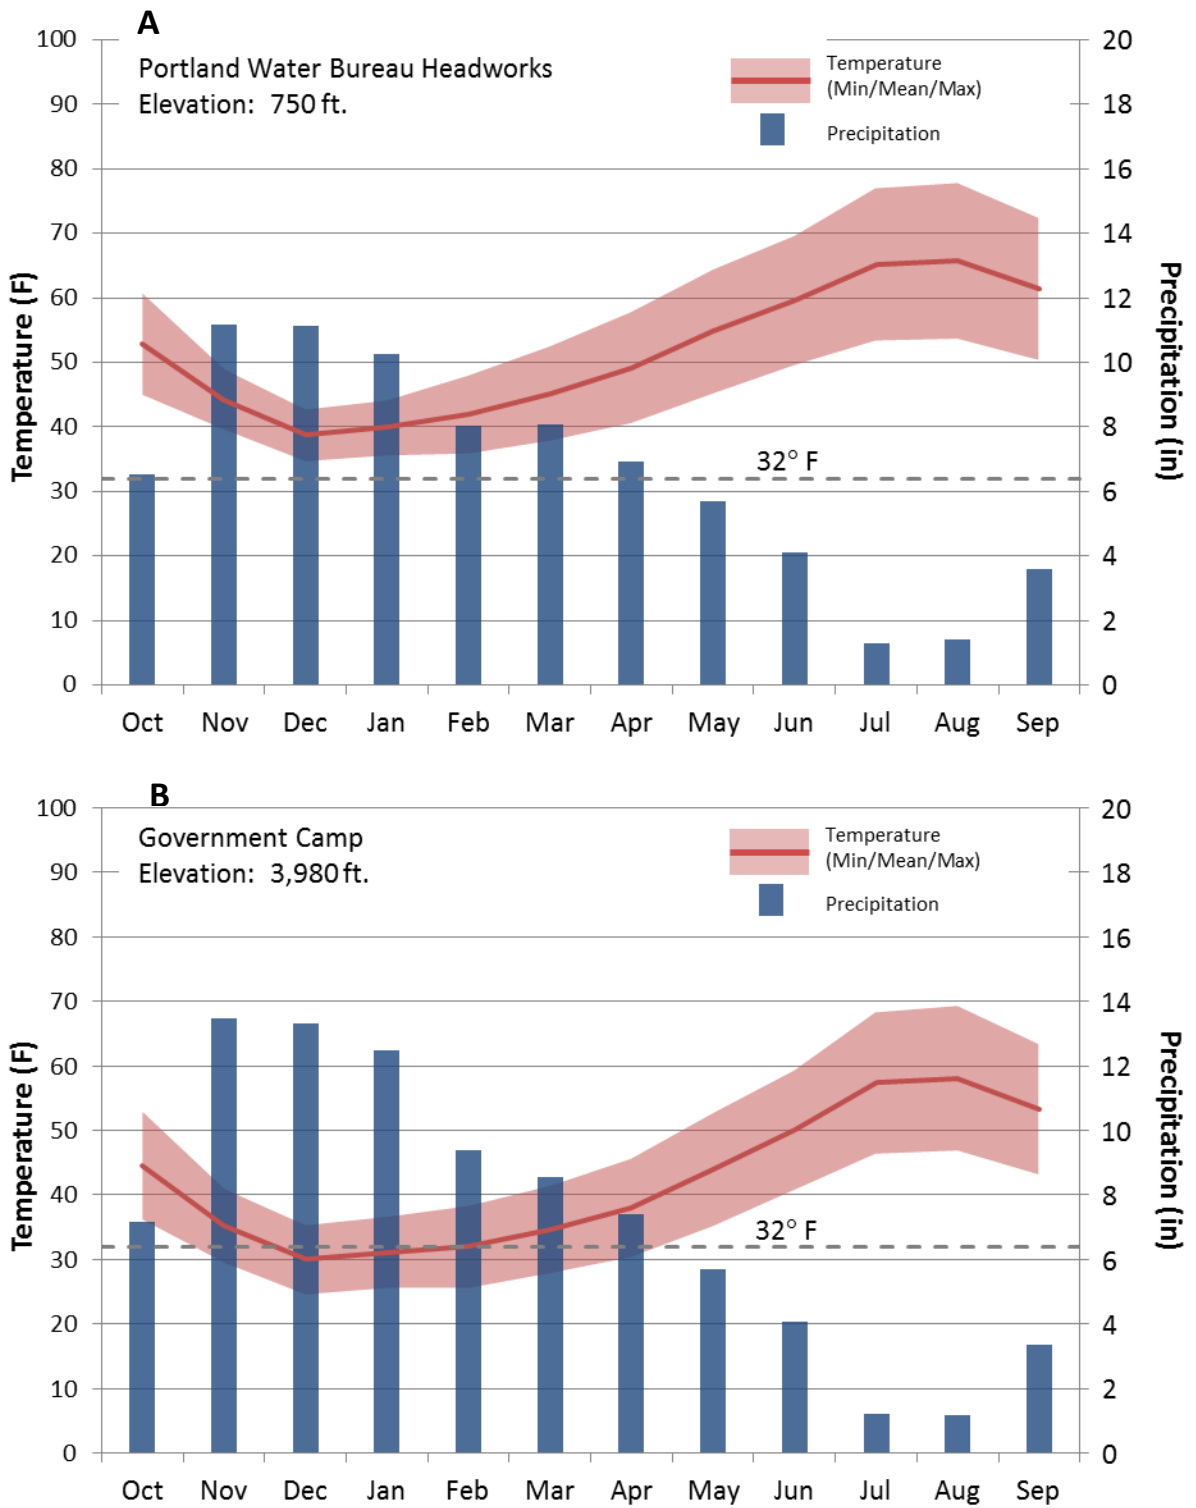 A
Portland Water Bureau Headworks
Elevation: 750 ft.
Temperature
(Min/Mean/Max)
Precipitation
100
90
80
70
60
50
40
30
20
10
0
Temperature (F)
20
18
16
14
12
10
8
6
4
2
0
Precipitation (in)
32° F
Oct Nov Dec Jan Feb Mar Apr May Jun Jul Aug Sep
B
Government Camp
Elevation: 3,980 ft.
Temperature
(Min/Mean/Max)
Precipitation
100
90
80
70
60
50
40
30
20
10
0
Temperature (F)
20
18
16
14
12
10
8
6
4
2
0
Precipitation (in)
32° F
Oct Nov Dec Jan Feb Mar Apr May Jun Jul Aug Sep